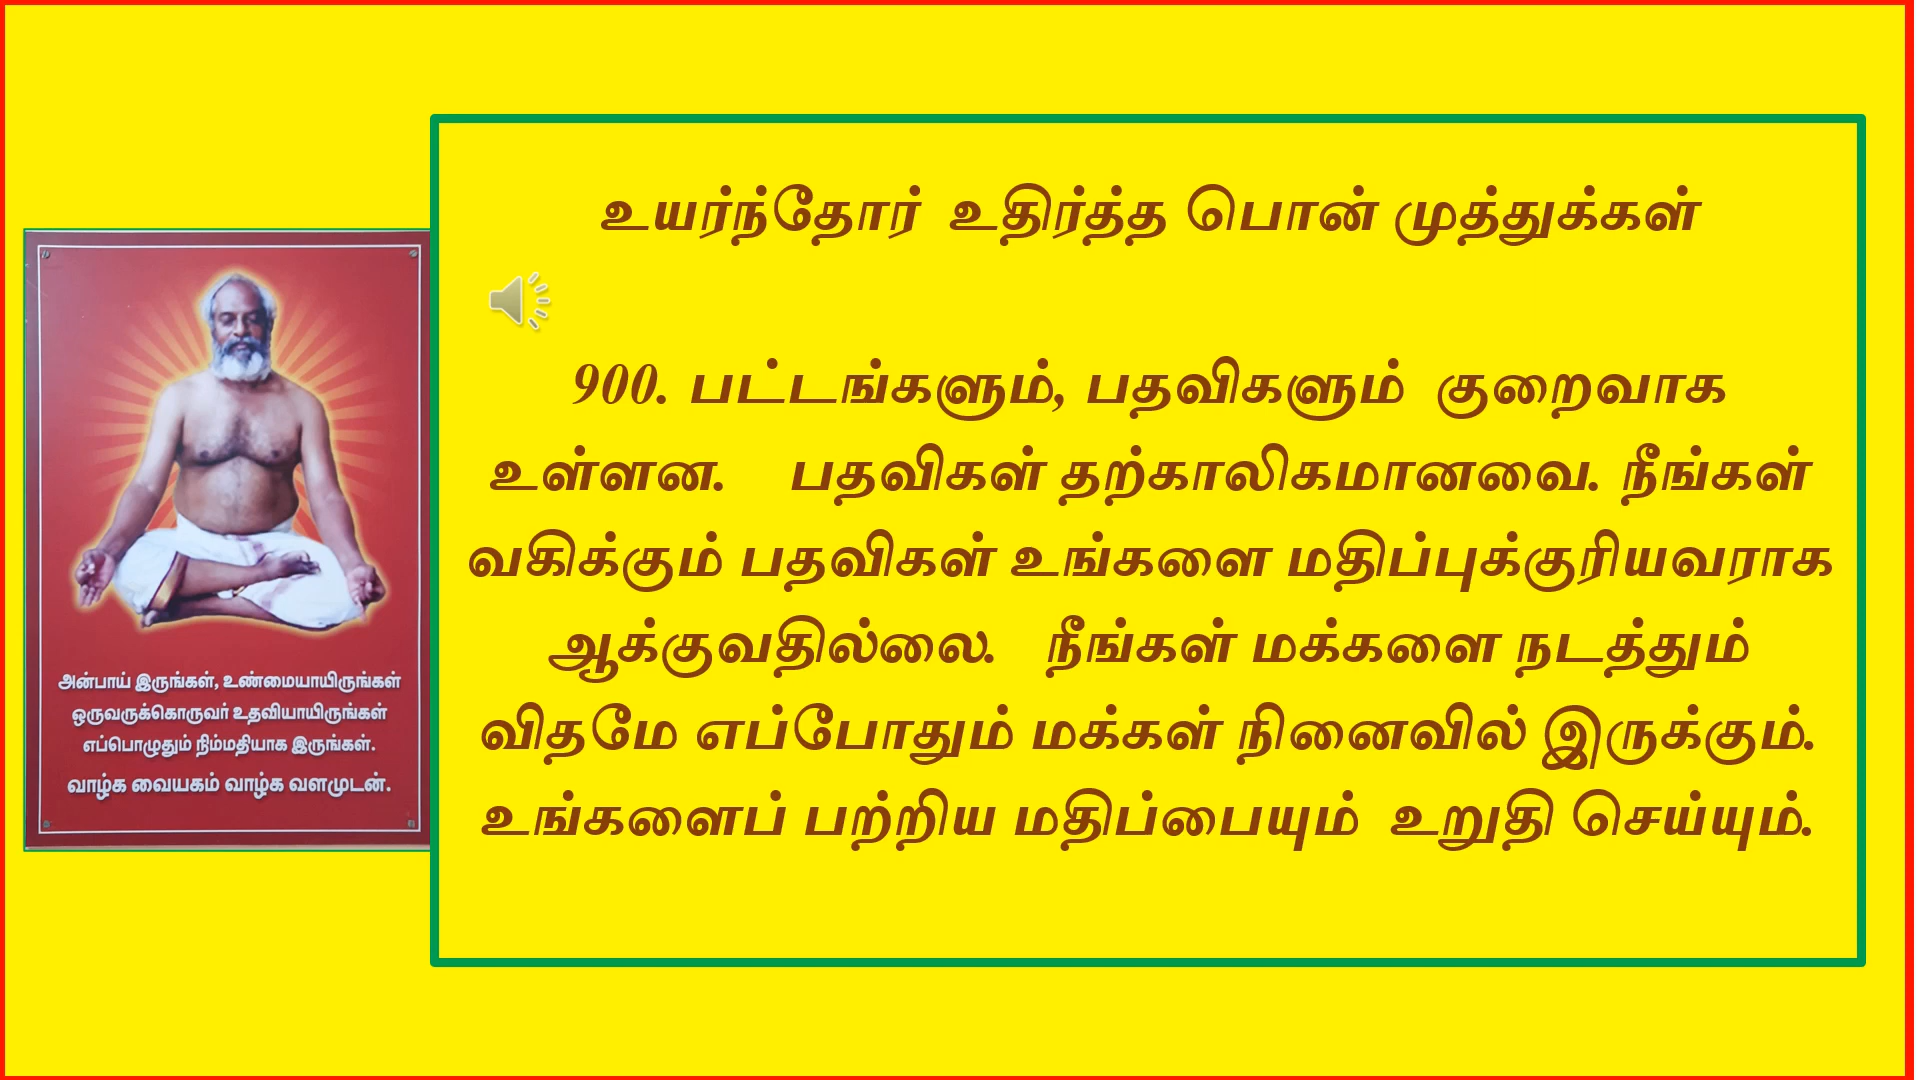 உயர்ந்தோர் உதிர்த்த பொன் முத்துக்கள்
900. பட்டங்களும், பதவிகளும் குறைவாக
உள்ளன. பதவிகள் தற்காலிகமானவை. நீங்கள்
வகிக்கும் பதவிகள் உங்களை மதிப்புக்குரியவராக
ஆக்குவதில்லை. நீங்கள் மக்களை நடத்தும்
விதமே எப்போதும் மக்கள் நினைவில் இருக்கும்.
உங்களைப் பற்றிய மதிப்பையும் உறுதி செய்யும்.
அன்பாய் இருங்கள், உண்மையாயிருங்கள்
ஒருவருக்கொருவர் உதவியாயிருங்கள்
எப்பொழுதும் நிம்மதியாக இருங்கள்.
வாழ்க வையகம் வாழ்க வளமுடன்.